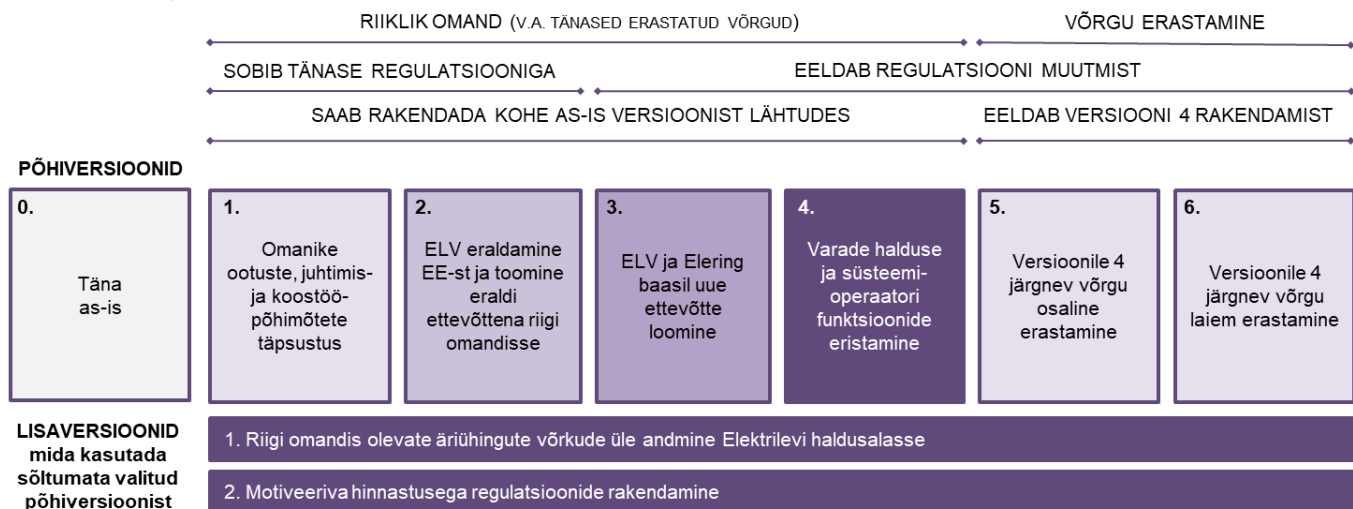 RIIKLIK OMAND (V.A. TÄNASED ERASTATUD VÕRGUD)
VÕRGU ERASTAMINE
SOBIB TÄNASE REGULATSIOONIGA
EELDAB REGULATSIOONI MUUTMIST
SAAB RAKENDADA KOHE AS-IS VERSIOONIST LÄHTUDES
EELDAB VERSIOONI 4 RAKENDAMIST
PÕHIVERSIOONID
0.
Täna
as-is
1.
Omanike
ootuste, juhtimis-
ja koostöö-
põhimõtete
täpsustus
2.
ELV eraldamine
EE-st ja toomine
eraldi
ettevõttena riigi
omandisse
3.
ELV ja Elering
baasil uue
ettevõtte
loomine
4.
Varade halduse
ja süsteemi-
operaatori
funktsioonide
eristamine
5.
Versioonile 4
järgnev võrgu
osaline
erastamine
6.
Versioonile 4
järgnev võrgu
laiem erastamine
LISAVERSIOONID
mida kasutada
sõltumata valitud
põhiversioonist
1. Riigi omandis olevate äriühingute võrkude üle andmine Elektrilevi haldusalasse
2. Motiveeriva hinnastusega regulatsioonide rakendamine